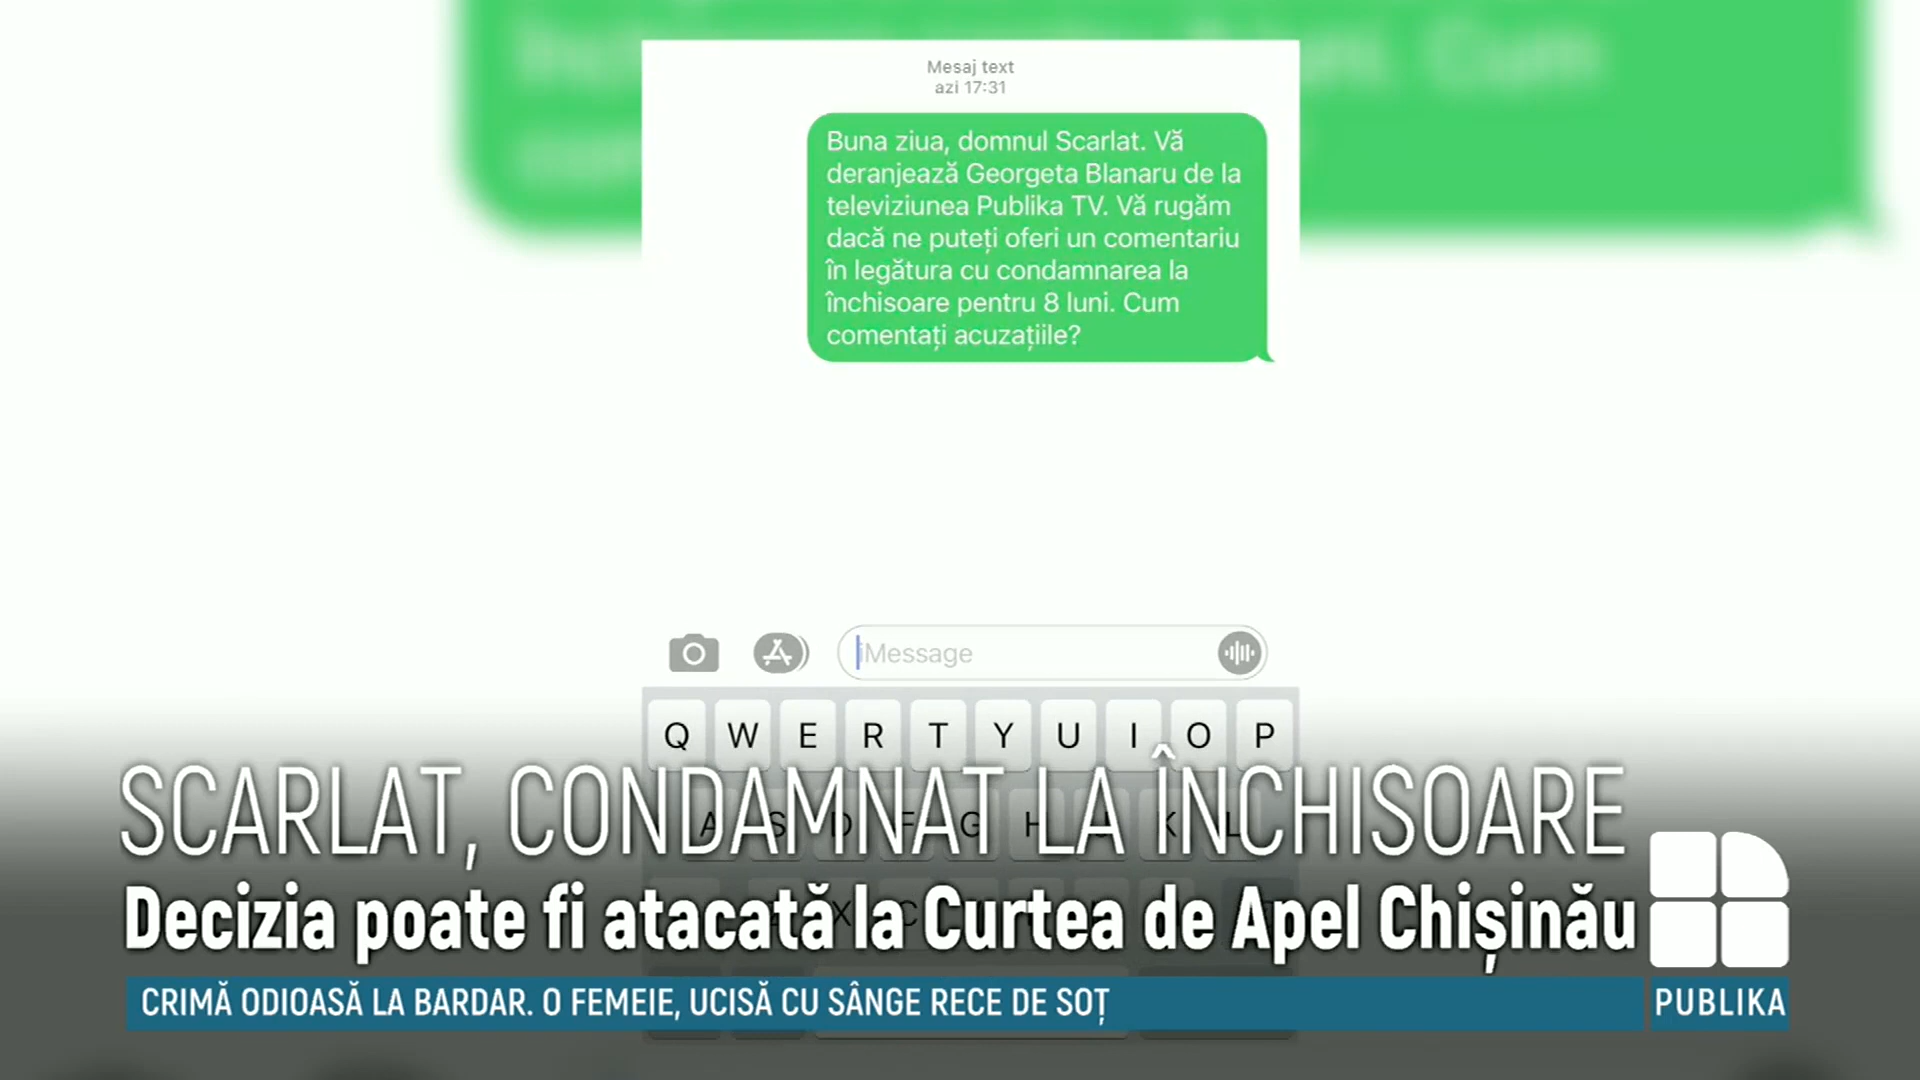 Mesaj text
azi 17:31
Buna ziua, domnul Scarlat. Vă
deranjează Georgeta Blanaru de la
televiziunea Publika TV. Vă rugăm
dacă ne puteți oferi un comentariu
în legătura cu condamnarea la
închisoare pentru 8 luni. Cum
comentați acuzațiile?
iMessage
Q W E R T Y U I O P
A S D F G H J K L
SCARLAT, CONDAMNAT LA ÎNCHISOARE
Decizia poate fi atacată la Curtea de Apel Chișinău
CRIMĂ ODIOASĂ LA BARDAR. O FEMEIE, UCISĂ CU SÂNGE RECE DE SOȚ
PUBLIKA